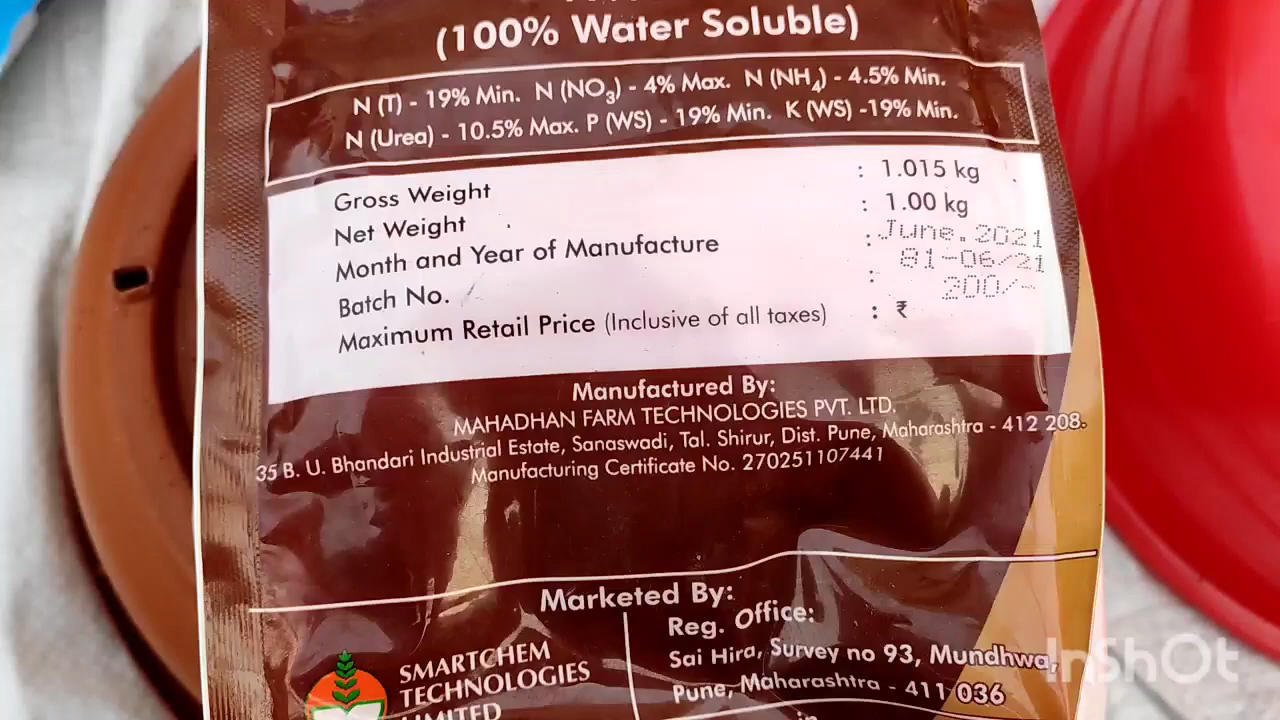 (100% Water Soluble)
N (T) - 19% Min. N (NO₃) - 4% Max. N (NH₄) - 4.5% Min.
N (Urea) - 10.5% Max. P (WS) - 19% Min. K (WS) -19% Min.
Gross Weight : 1.015 kg
Net Weight : 1.00 kg
Month and Year of Manufacture : June.2021
Batch No. : 81-06/21
Maximum Retail Price (Inclusive of all taxes) : ₹ 200/-
Manufactured By:
MAHADHAN FARM TECHNOLOGIES PVT. LTD.
35 B. U. Bhandari Industrial Estate, Sanaswadi, Tal. Shirur, Dist. Pune, Maharashtra - 412 208.
Manufacturing Certificate No. 270251107441
Marketed By:
SMARTCHEM
TECHNOLOGIES
LIMITED
Reg. Office:
Sai Hira, Survey no 93, Mundhwa,
Pune, Maharashtra - 411 036
InShOt